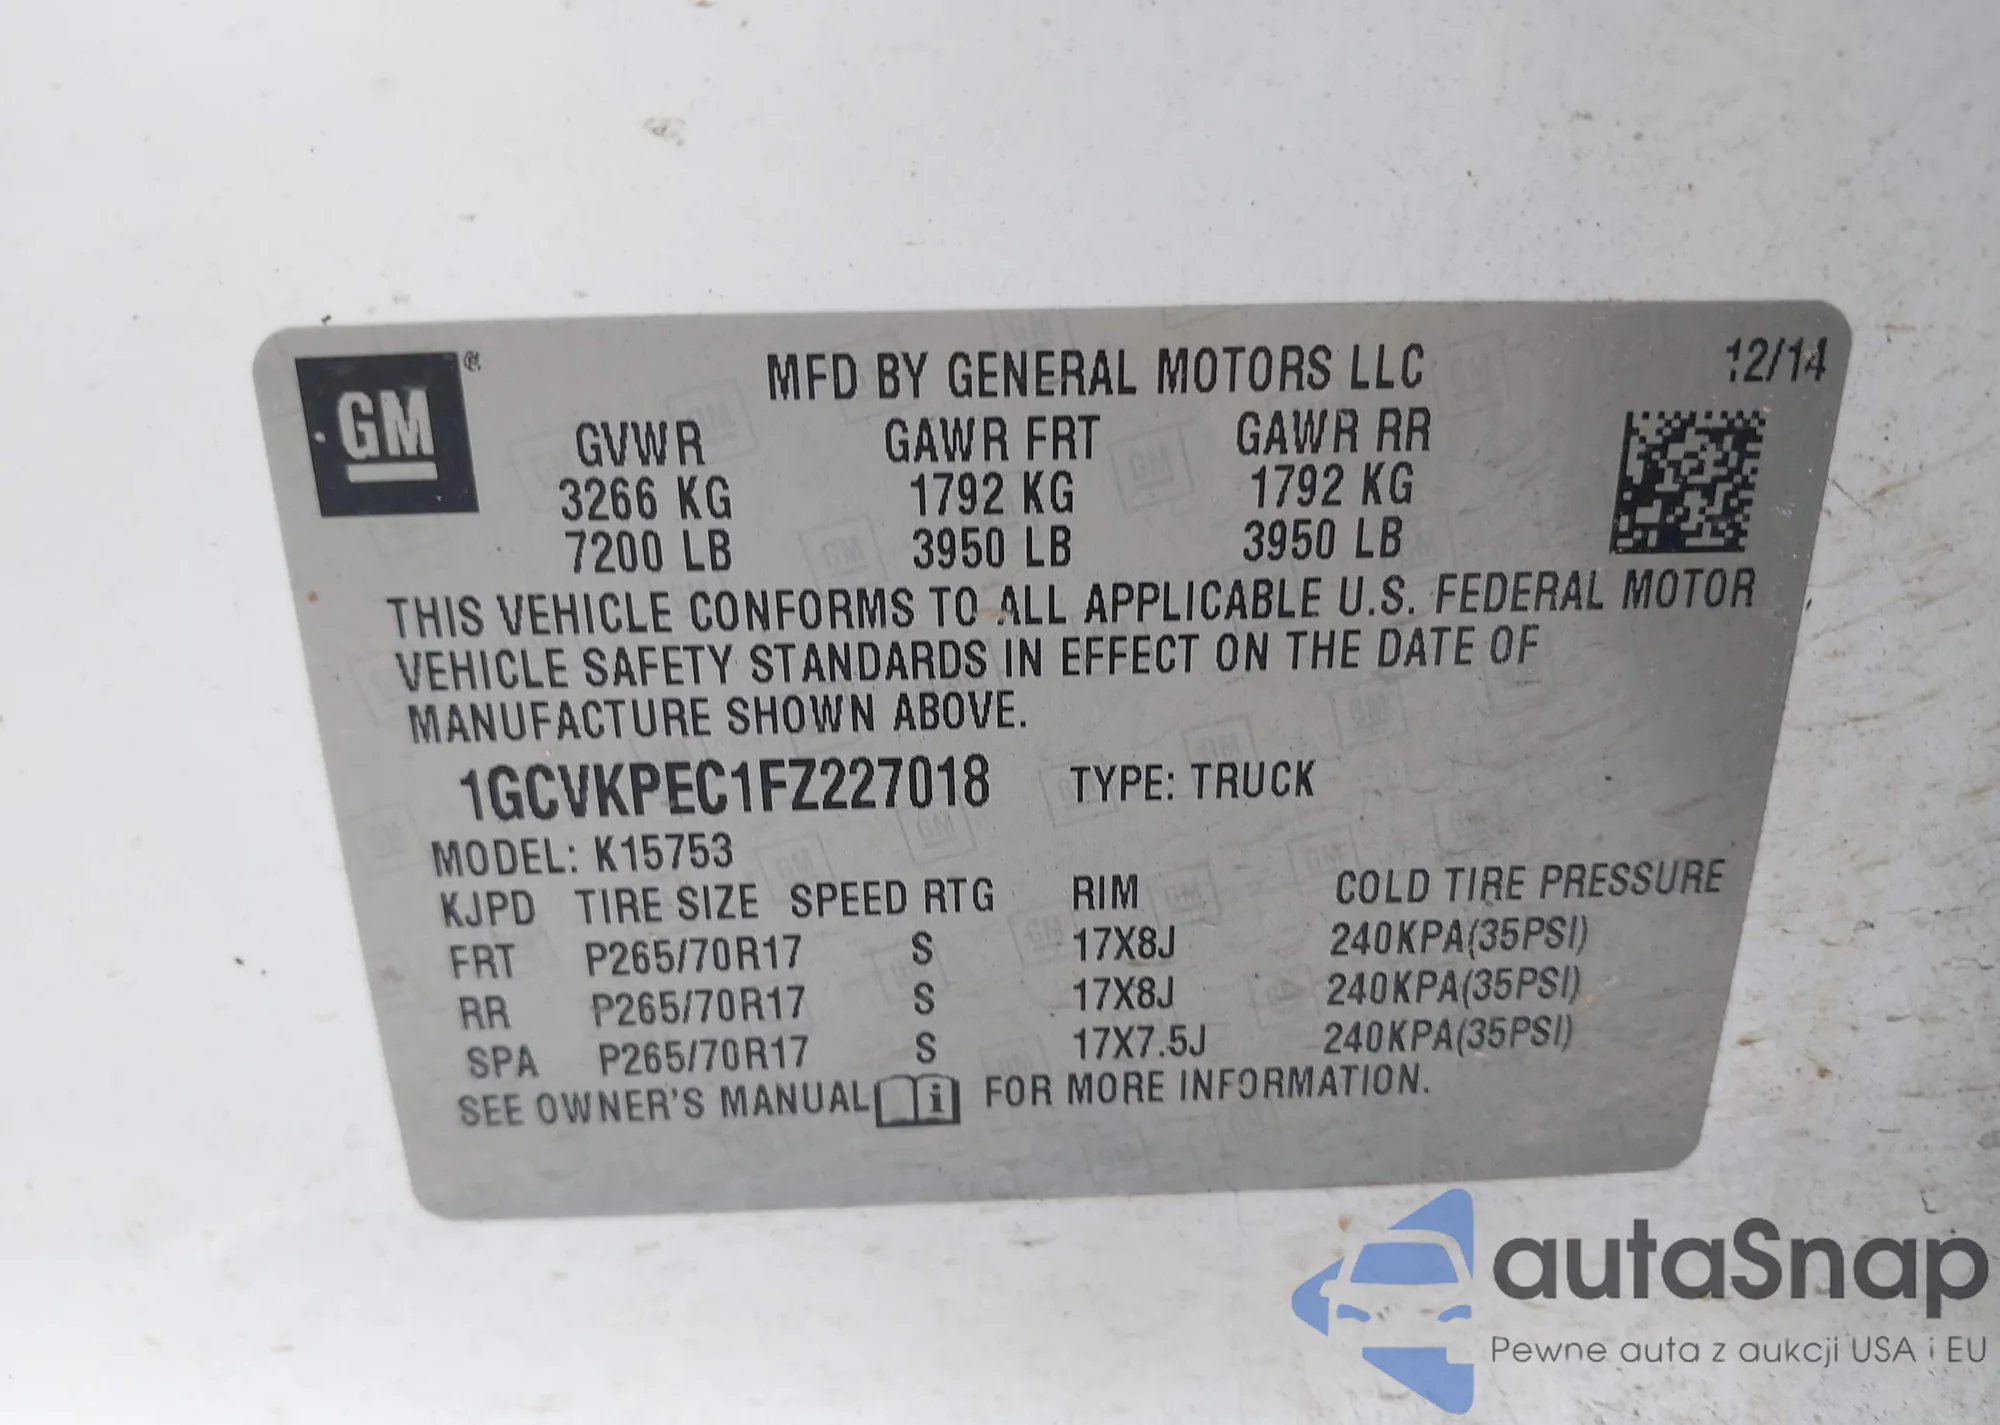 GM®
MFD BY GENERAL MOTORS LLC 12/14
GVWR GAWR FRT GAWR RR
3266 KG 1792 KG 1792 KG
7200 LB 3950 LB 3950 LB
THIS VEHICLE CONFORMS TO ALL APPLICABLE U.S. FEDERAL MOTOR
VEHICLE SAFETY STANDARDS IN EFFECT ON THE DATE OF
MANUFACTURE SHOWN ABOVE.
1GCVKPEC1FZ227018 TYPE: TRUCK
MODEL: K15753
KJPD TIRE SIZE SPEED RTG RIM COLD TIRE PRESSURE
FRT P265/70R17 S 17X8J 240KPA(35PSI)
RR P265/70R17 S 17X8J 240KPA(35PSI)
SPA P265/70R17 S 17X7.5J 240KPA(35PSI)
SEE OWNER'S MANUAL i FOR MORE INFORMATION.
autaSnap
Pewne auta z aukcji USA i EU